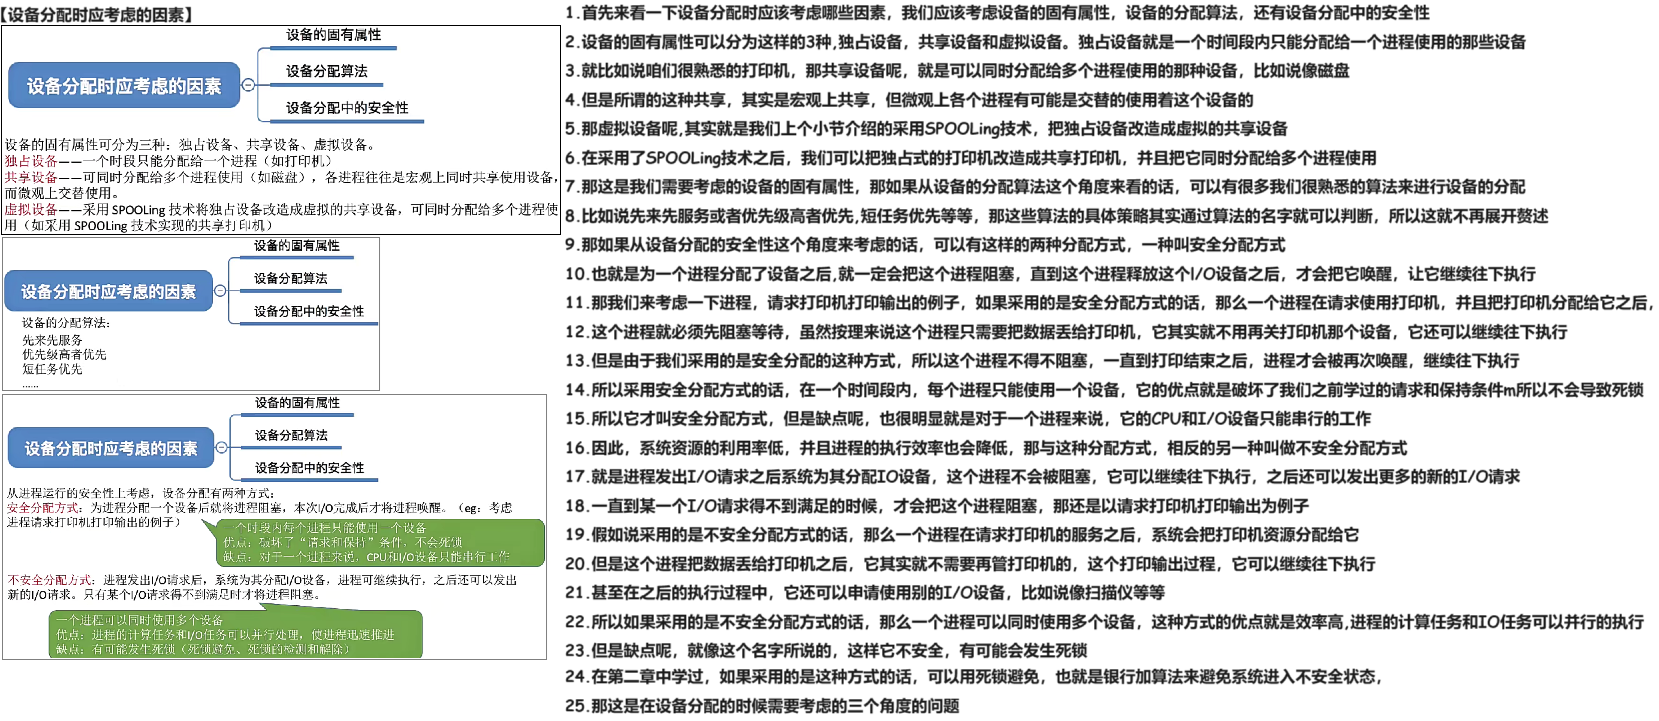 【设备分配时应考虑的因素】
设备的固有属性
设备分配时应考虑的因素
设备分配算法
设备分配中的安全性
设备的固有属性可分为三种：独占设备、共享设备、虚拟设备。
独占设备——一个时段只能分配给一个进程（如打印机）
共享设备——可同时分配给多个进程使用（如磁盘），各进程往往是宏观上同时共享使用设备，
而微观上交替使用。
虚拟设备——采用 SPOOLing 技术将独占设备改造成虚拟的共享设备，可同时分配给多个进程使
用（如采用 SPOOLing 技术实现的共享打印机）
设备的固有属性
设备分配时应考虑的因素
设备分配算法
设备分配中的安全性
设备的分配算法：
先来先服务
优先级高者优先
短任务优先
……
设备的固有属性
设备分配时应考虑的因素
设备分配算法
设备分配中的安全性
从进程运行的安全性上考虑，设备分配有两种方式：
安全分配方式：为进程分配一个设备后就将进程阻塞，本次I/O完成后才将进程唤醒。（eg：考虑
进程请求打印机打印输出的例子）
一个时段内每个进程只能使用一个设备
优点：破坏了“请求和保持”条件，不会死锁
缺点：对于一个进程来说，CPU和I/O设备只能串行工作
不安全分配方式：进程发出I/O请求后，系统为其分配I/O设备，进程可继续执行，之后还可以发出
新的I/O请求。只有某个I/O请求得不到满足时才将进程阻塞。
一个进程可以同时使用多个设备
优点：进程的计算任务和I/O任务可以并行处理，使进程迅速推进
缺点：有可能发生死锁（死锁避免、死锁的检测和解除）
1.首先来看一下设备分配时应该考虑哪些因素，我们应该考虑设备的固有属性，设备的分配算法，还有设备分配中的安全性
2.设备的固有属性可以分为这样的3种,独占设备，共享设备和虚拟设备。独占设备就是一个时间段内只能分配给一个进程使用的那些设备
3.就比如说咱们很熟悉的打印机，那共享设备呢，就是可以同时分配给多个进程使用的那种设备，比如说像磁盘
4.但是所谓的这种共享，其实是宏观上共享，但微观上各个进程有可能是交替的使用着这个设备的
5.那虚拟设备呢,其实就是我们上个小节介绍的采用SPOOLing技术，把独占设备改造成虚拟的共享设备
6.在采用了SPOOLing技术之后，我们可以把独占式的打印机改造成共享打印机，并且把它同时分配给多个进程使用
7.那这是我们需要考虑的设备的固有属性，那如果从设备的分配算法这个角度来看的话，可以有很多我们很熟悉的算法来进行设备的分配
8.比如说先来先服务或者优先级高者优先,短任务优先等等，那这些算法的具体策略其实通过算法的名字就可以判断，所以这就不再展开赘述
9.那如果从设备分配的安全性这个角度来考虑的话，可以有这样的两种分配方式，一种叫安全分配方式
10.也就是为一个进程分配了设备之后,就一定会把这个进程阻塞，直到这个进程释放这个I/O设备之后，才会把它唤醒，让它继续往下执行
11.那我们来考虑一下进程，请求打印机打印输出的例子，如果采用的是安全分配方式的话，那么一个进程在请求使用打印机，并且把打印机分配给它之后，
12.这个进程就必须先阻塞等待，虽然按理来说这个进程只需要把数据丢给打印机，它其实就不用再关打印机那个设备，它还可以继续往下执行
13.但是由于我们采用的是安全分配的这种方式，所以这个进程不得不阻塞，一直到打印结束之后，进程才会被再次唤醒，继续往下执行
14.所以采用安全分配方式的话，在一个时间段内，每个进程只能使用一个设备，它的优点就是破坏了我们之前学过的请求和保持条件m所以不会导致死锁
15.所以它才叫安全分配方式，但是缺点呢，也很明显就是对于一个进程来说，它的CPU和I/O设备只能串行的工作
16.因此，系统资源的利用率低，并且进程的执行效率也会降低，那与这种分配方式，相反的另一种叫做不安全分配方式
17.就是进程发出I/O请求之后系统为其分配IO设备，这个进程不会被阻塞，它可以继续往下执行，之后还可以发出更多的新的I/O请求
18.一直到某一个I/O请求得不到满足的时候，才会把这个进程阻塞，那还是以请求打印机打印输出为例子
19.假如说采用的是不安全分配方式的话，那么一个进程在请求打印机的服务之后，系统会把打印机资源分配给它
20.但是这个进程把数据丢给打印机之后，它其实就不需要再管打印机的，这个打印输出过程，它可以继续往下执行
21.甚至在之后的执行过程中，它还可以申请使用别的I/O设备，比如说像扫描仪等等
22.所以如果采用的是不安全分配方式的话，那么一个进程可以同时使用多个设备，这种方式的优点就是效率高,进程的计算任务和IO任务可以并行的执行
23.但是缺点呢，就像这个名字所说的，这样它不安全，有可能会发生死锁
24.在第二章中学过，如果采用的是这种方式的话，可以用死锁避免，也就是银行加算法来避免系统进入不安全状态，
25.那这是在设备分配的时候需要考虑的三个角度的问题